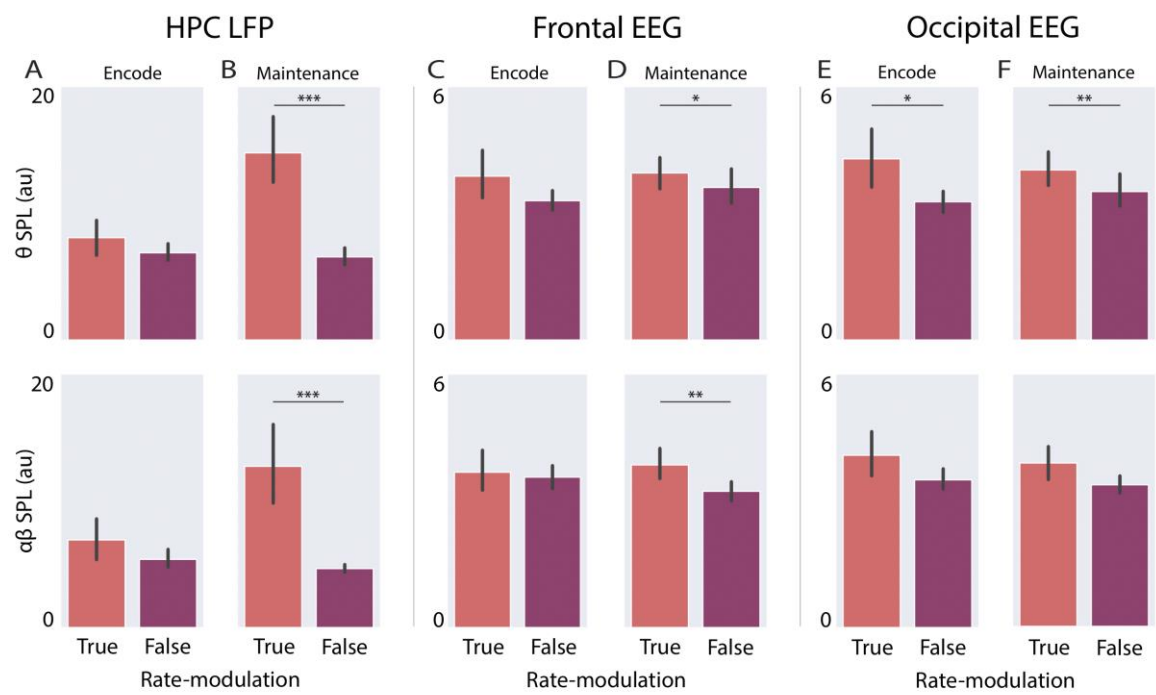 HPC LFP Frontal EEG Occipital EEG
A Encode B Maintenance C Encode D Maintenance E Encode F Maintenance
20 6 6
*** * * **
θ SPL (au)
0 0 0
20 6 6
*** **
αβ SPL (au)
0 0 0
True False True False True False True False True False True False
Rate-modulation Rate-modulation Rate-modulation